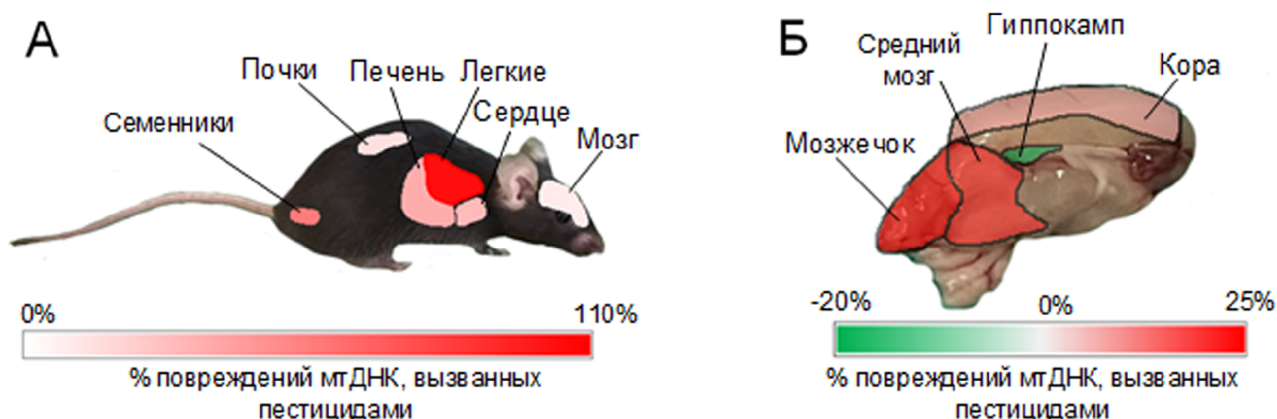 А
Почки
Печень
Легкие
Сердце
Мозг
Семенники
0%
110%
% повреждений мтДНК, вызванных
пестицидами
Б
Гиппокамп
Средний
мозг
Кора
Мозжечок
-20%
0%
25%
% повреждений мтДНК, вызванных
пестицидами